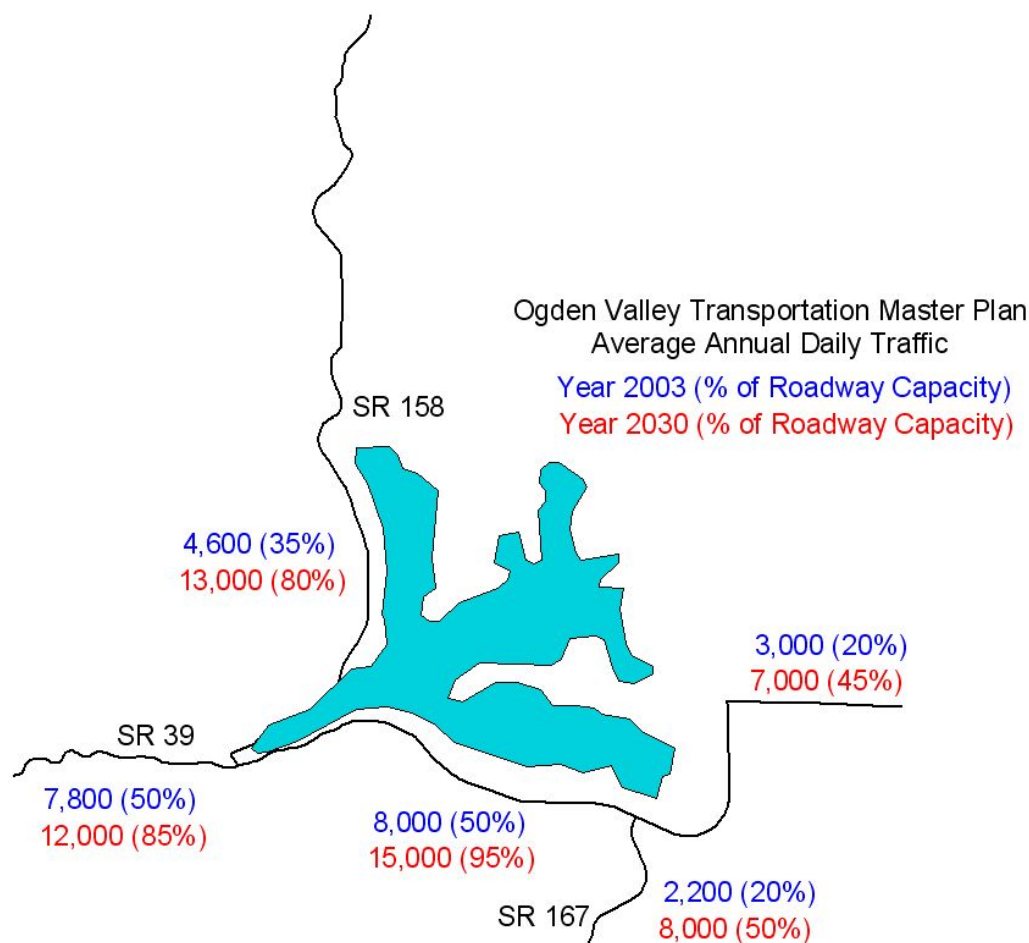 Ogden Valley Transportation Master Plan
Average Annual Daily Traffic
Year 2003 (% of Roadway Capacity)
Year 2030 (% of Roadway Capacity)
SR 158
4,600 (35%)
13,000 (80%)
3,000 (20%)
7,000 (45%)
SR 39
7,800 (50%)
12,000 (85%)
8,000 (50%)
15,000 (95%)
2,200 (20%)
8,000 (50%)
SR 167